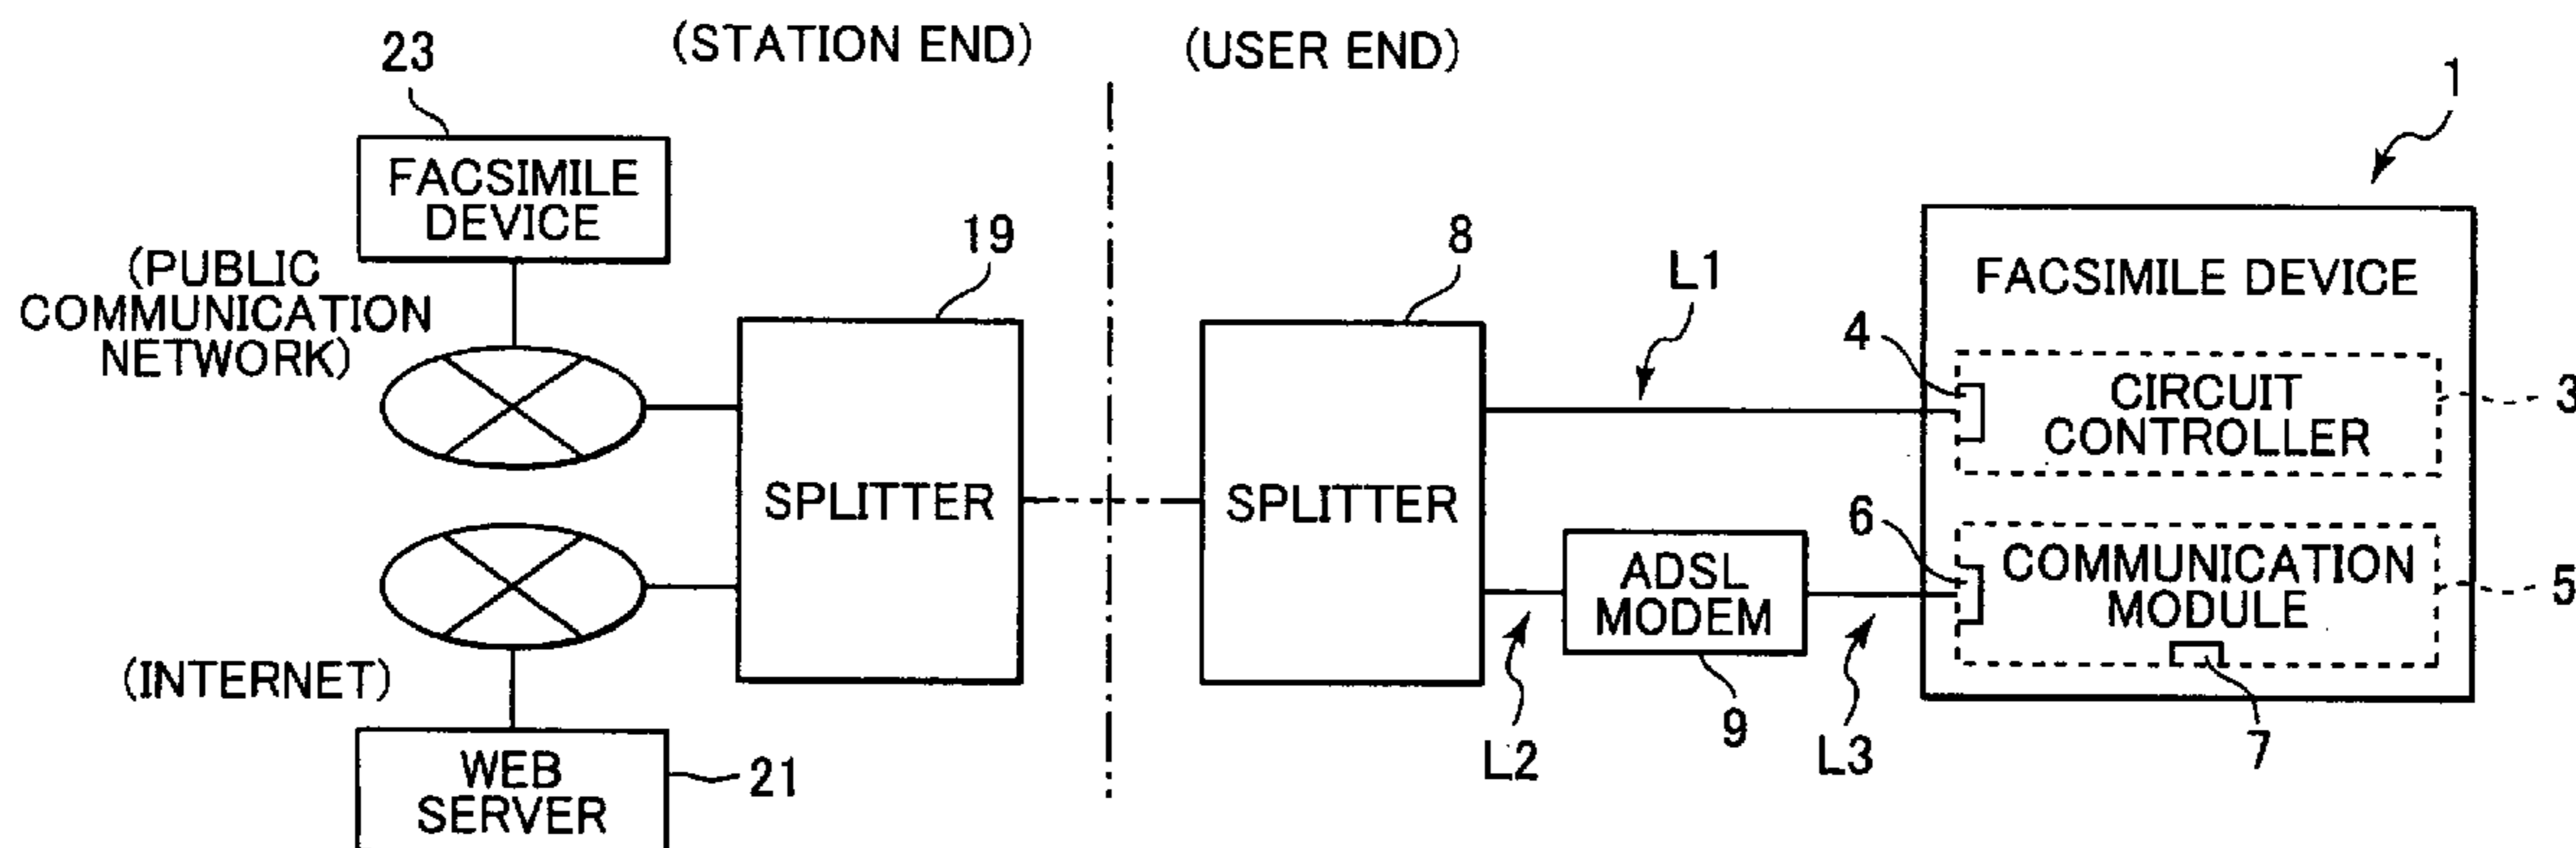 (STATION END)
(USER END)
23
1
FACSIMILE
DEVICE
19
8
L1
(PUBLIC
COMMUNICATION
NETWORK)
FACSIMILE DEVICE
4
CIRCUIT
CONTROLLER
3
SPLITTER
SPLITTER
6
ADSL
MODEM
COMMUNICATION
MODULE
5
(INTERNET)
L2
9
L3
7
WEB
SERVER
21